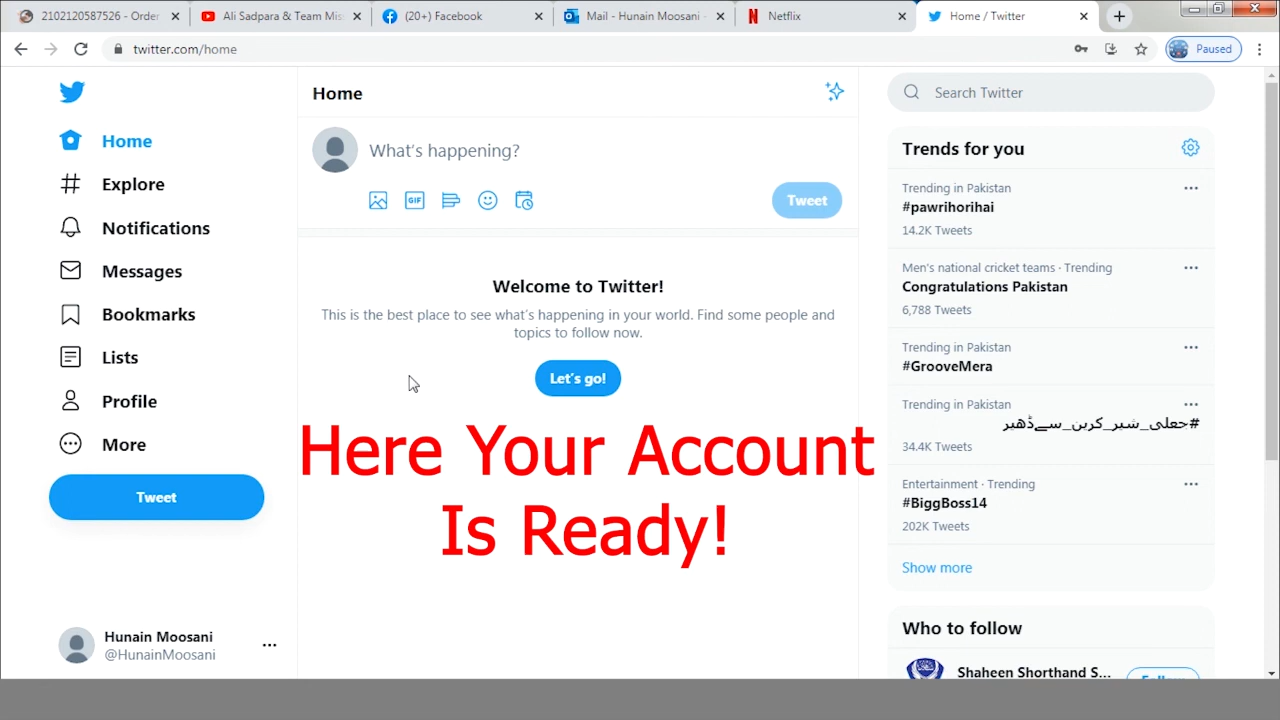 2102120587526 - Order
Ali Sadpara & Team Mis
(20+) Facebook
Mail - Hunain Moosani -
Netflix
Home / Twitter
twitter.com/home
Paused
Home
Explore
Notifications
Messages
Bookmarks
Lists
Profile
More
Tweet
Hunain Moosani
@HunainMoosani
Home
What's happening?
GIF
Tweet
Welcome to Twitter!
This is the best place to see what's happening in your world. Find some people and
topics to follow now.
Let's go!
Here Your Account
Is Ready!
Search Twitter
Trends for you
Trending in Pakistan
#pawrihorihai
14.2K Tweets
Men's national cricket teams · Trending
Congratulations Pakistan
6,788 Tweets
Trending in Pakistan
#GrooveMera
Trending in Pakistan
#جعلی_شیر_کرپن_سےڈھیر
34.4K Tweets
Entertainment · Trending
#BiggBoss14
202K Tweets
Show more
Who to follow
Shaheen Shorthand S...
Follow